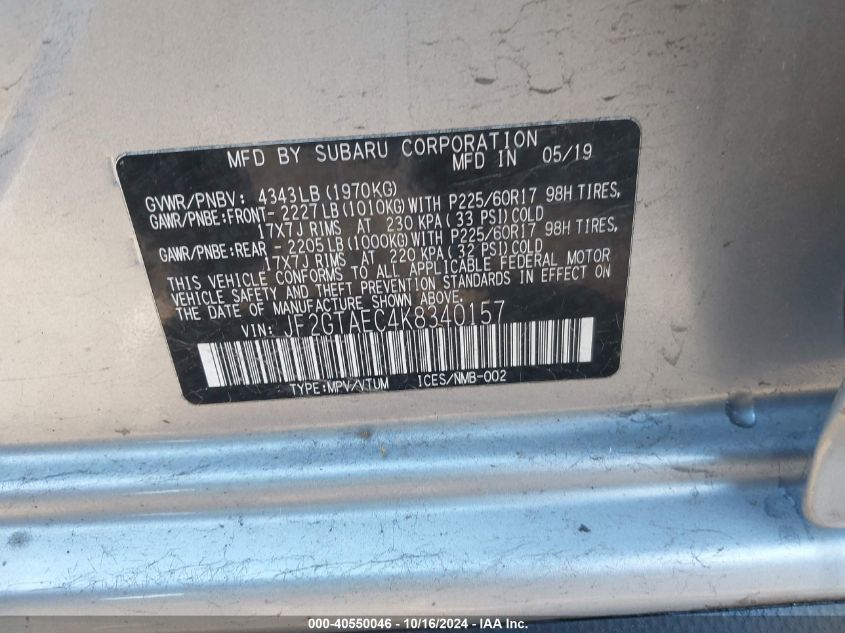 MFD BY SUBARU CORPORATION
MFD IN 05/19
GVWR/PNBV: 4343LB(1970KG)
GAWR/PNBE:FRONT- 2227LB(1010KG)WITH P225/60R17 98H TIRES,
17X7J RIMS AT 230 KPA(33 PSI)COLD
GAWR/PNBE:REAR - 2205LB(1000KG)WITH P225/60R17 98H TIRES,
17X7J RIMS AT 220 KPA(32 PSI)COLD
THIS VEHICLE CONFORMS TO ALL APPLICABLE FEDERAL MOTOR
VEHICLE SAFETY AND THEFT PREVENTION STANDARDS IN EFFECT ON
THE DATE OF MANUFACTURE SHOWN ABOVE.
VIN: JF2GTAEC4K8340157
TYPE:MPV/VTUM ICES/NMB-002
000-40550046 - 10/16/2024 - IAA, Inc.